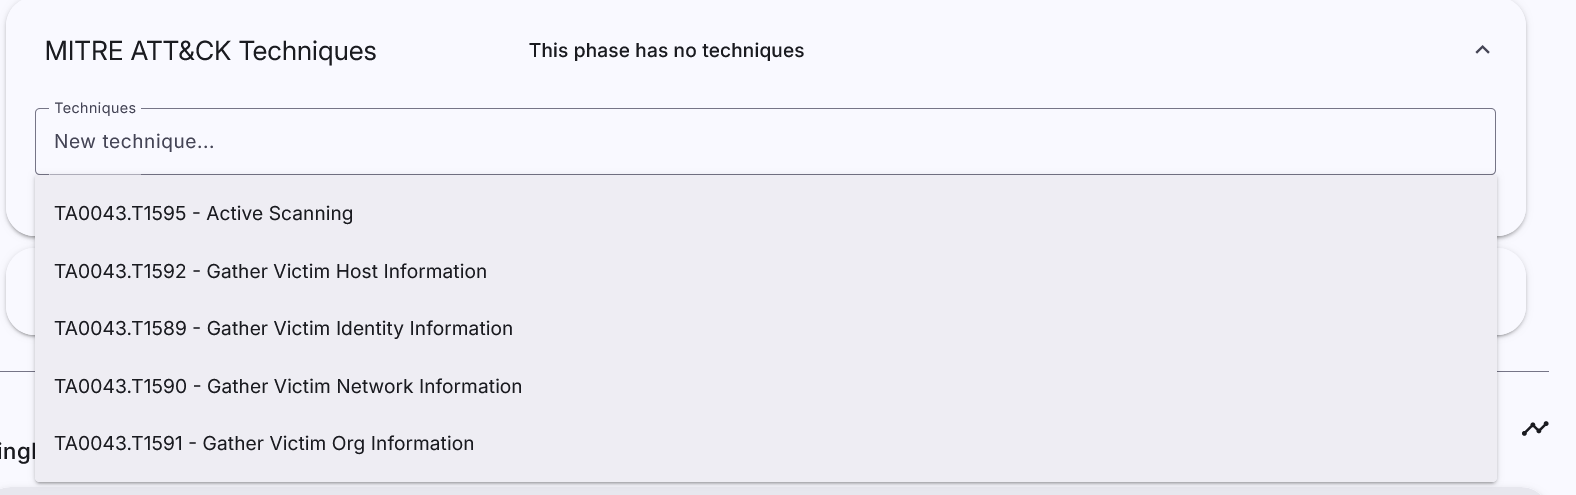 MITRE ATT&CK Techniques
This phase has no techniques
Techniques
New technique...
TA0043.T1595 - Active Scanning
TA0043.T1592 - Gather Victim Host Information
TA0043.T1589 - Gather Victim Identity Information
TA0043.T1590 - Gather Victim Network Information
TA0043.T1591 - Gather Victim Org Information